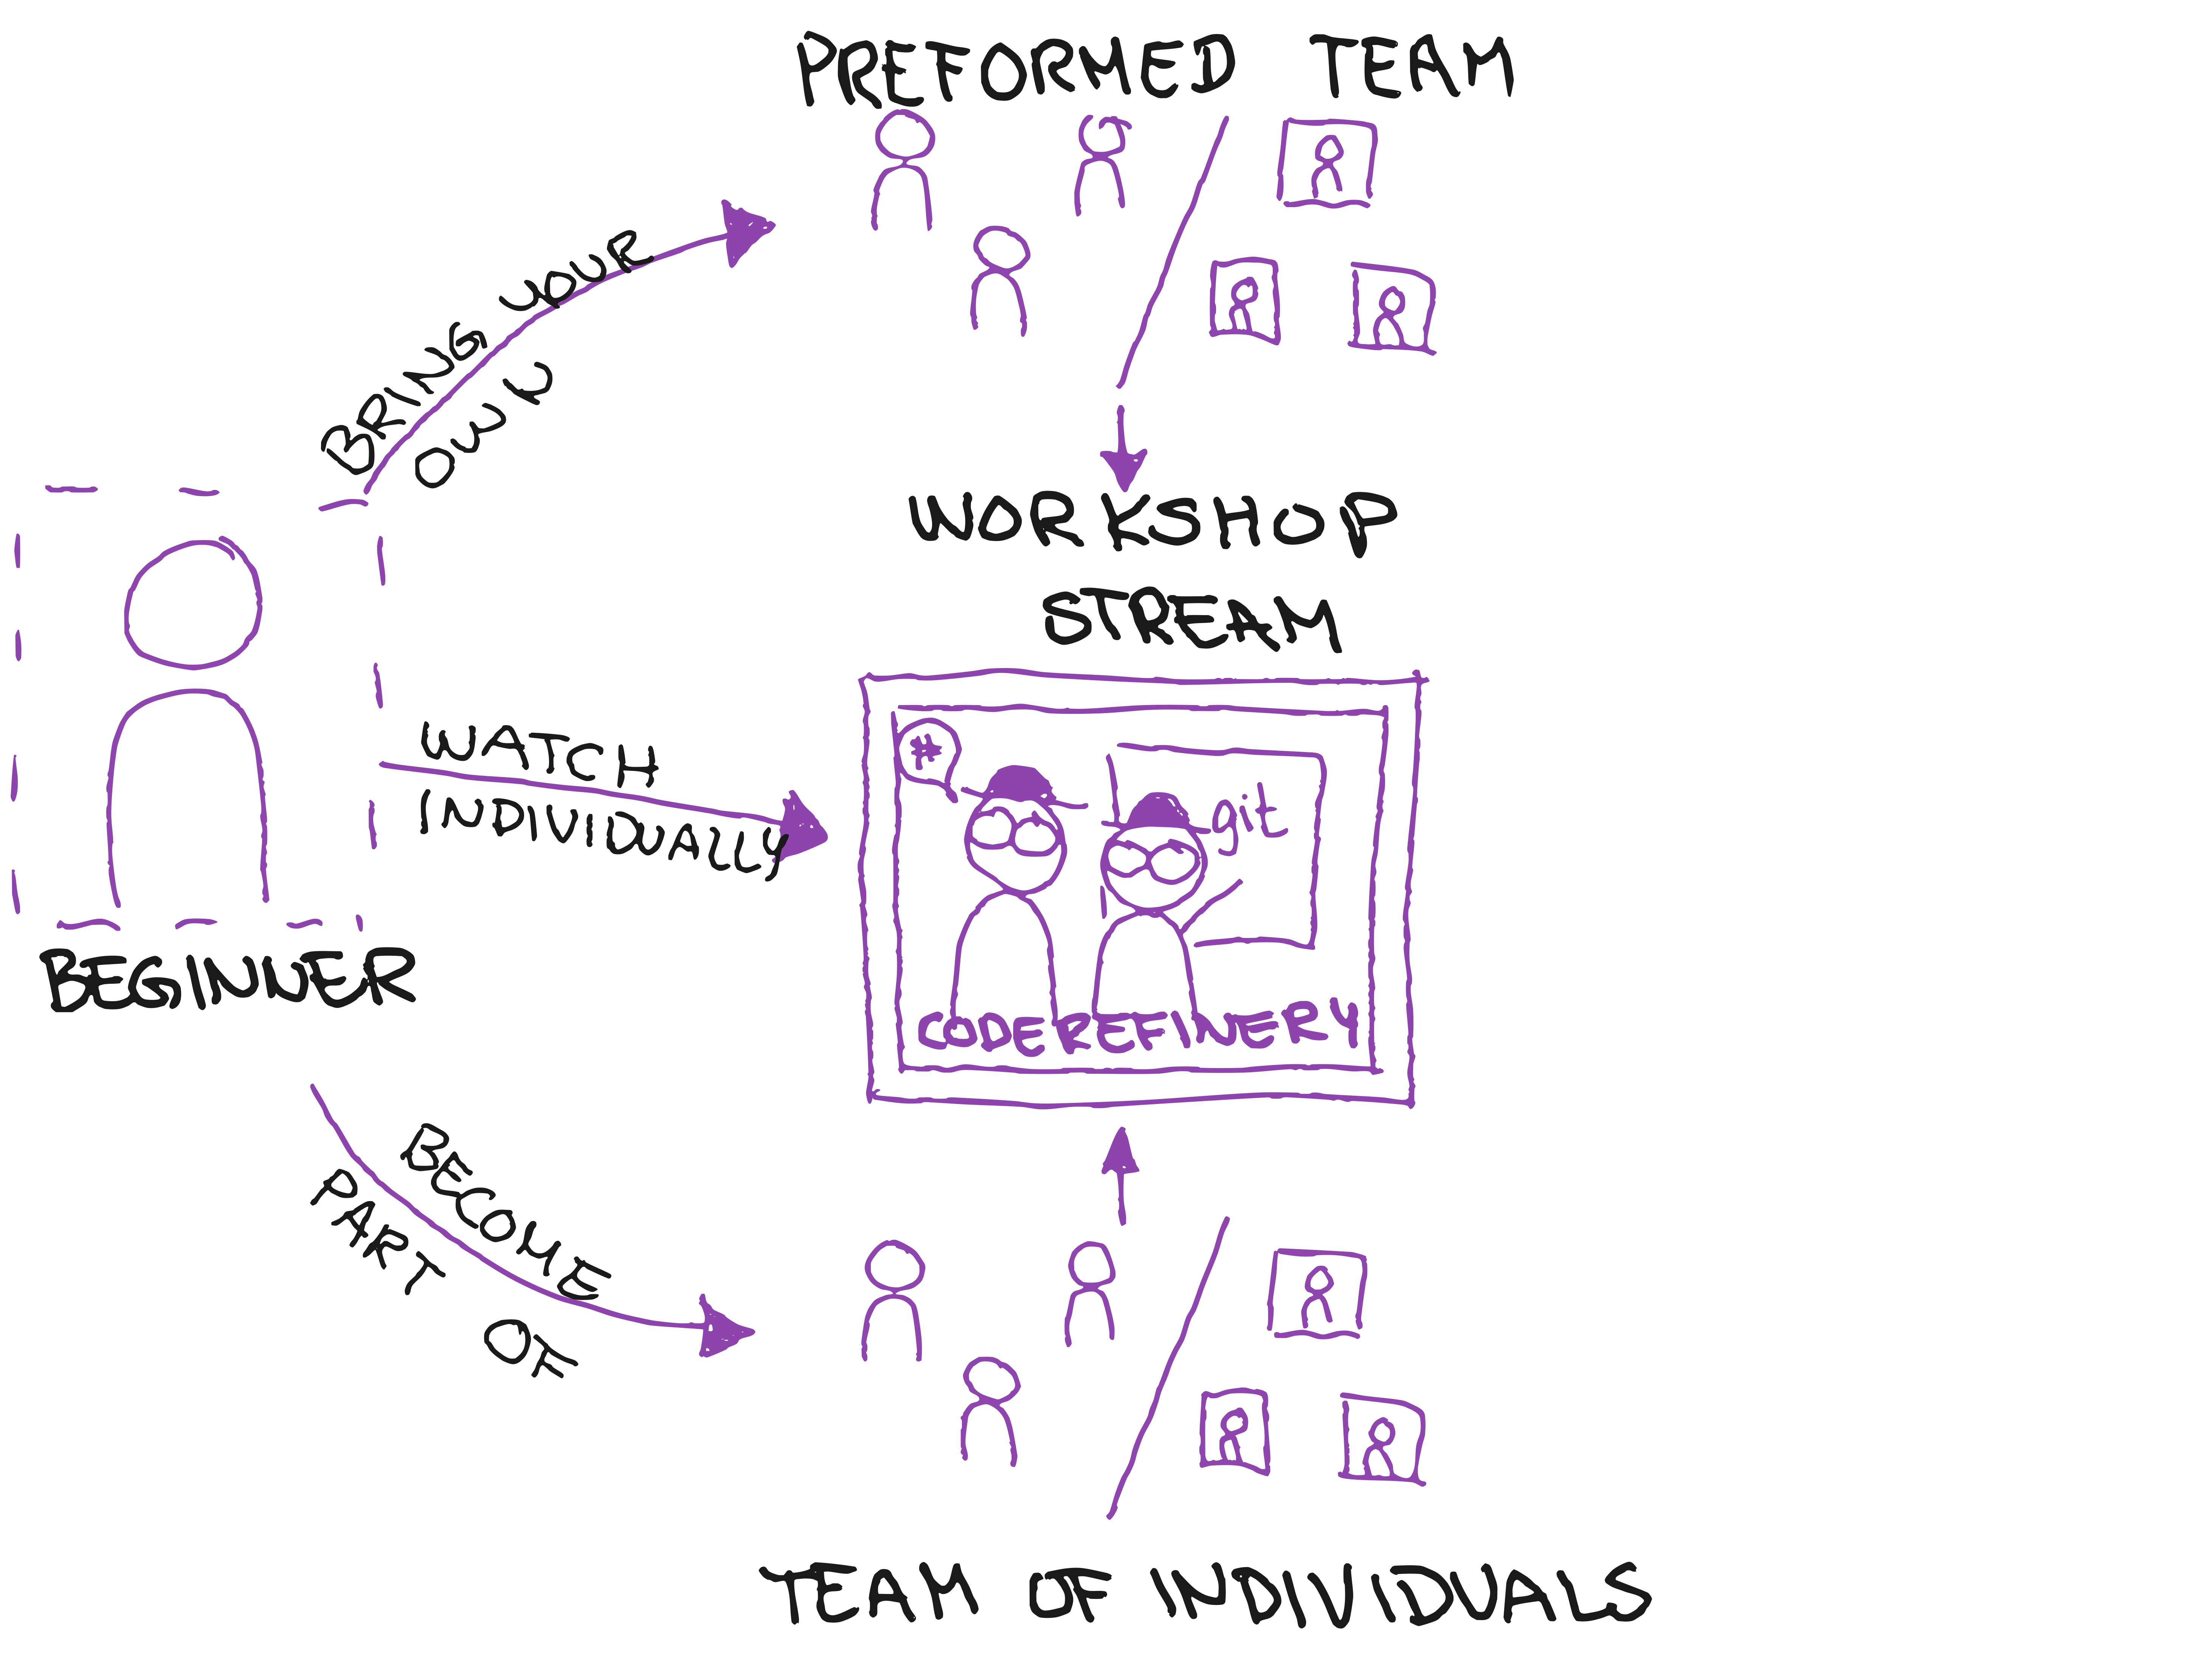 PREFORMED TEAM
BRING YOUR
OWN
WORKSHOP
STREAM
WATCH
INDIVIDUALLY
#
git
CODEREFINERY
BEGINNER
BECOME
PART OF
TEAM OF INDIVIDUALS